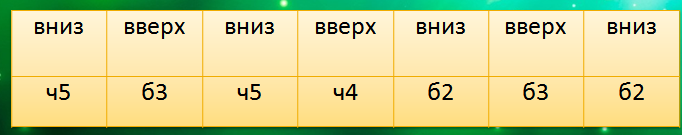 вниз вверх вниз вверх вниз вверх вниз
ч5 б3 ч5 ч4 б2 б3 б2